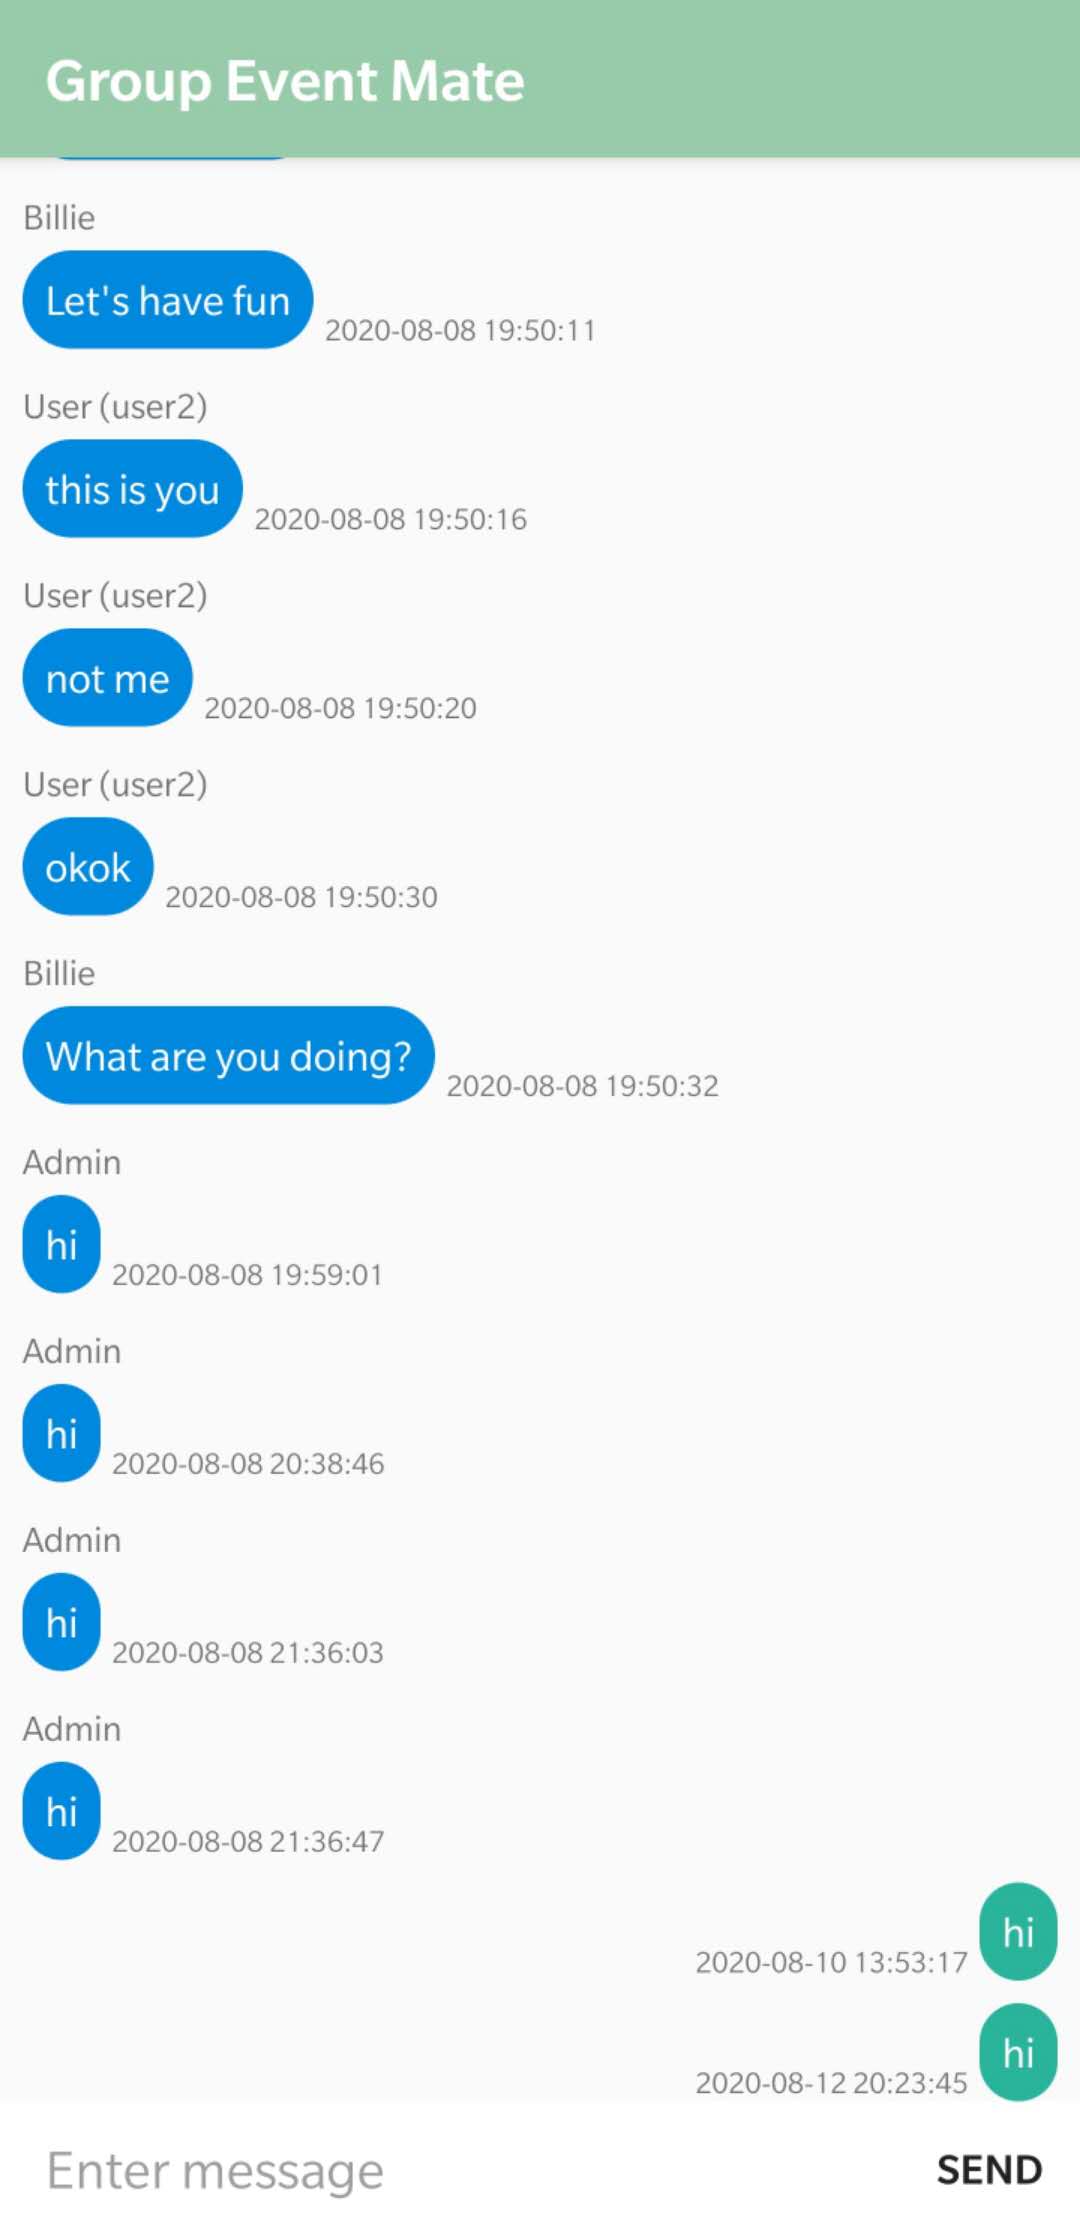 Group Event Mate
Billie
Let's have fun
2020-08-08 19:50:11
User (user2)
this is you
2020-08-08 19:50:16
User (user2)
not me
2020-08-08 19:50:20
User (user2)
okok
2020-08-08 19:50:30
Billie
What are you doing?
2020-08-08 19:50:32
Admin
hi
2020-08-08 19:59:01
Admin
hi
2020-08-08 20:38:46
Admin
hi
2020-08-08 21:36:03
Admin
hi
2020-08-08 21:36:47
hi
2020-08-10 13:53:17
hi
2020-08-12 20:23:45
Enter message
SEND